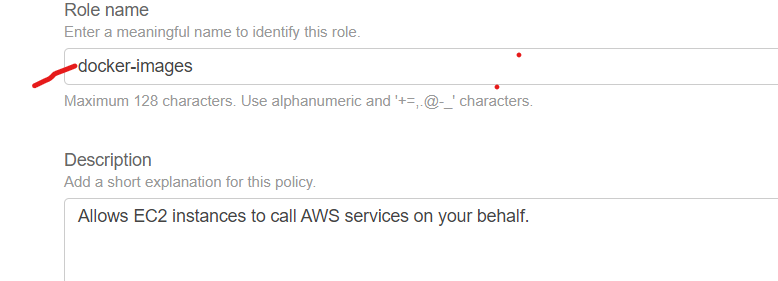 Role name
Enter a meaningful name to identify this role.
docker-images
Maximum 128 characters. Use alphanumeric and '+=,.@-_' characters.
Description
Add a short explanation for this policy.
Allows EC2 instances to call AWS services on your behalf.